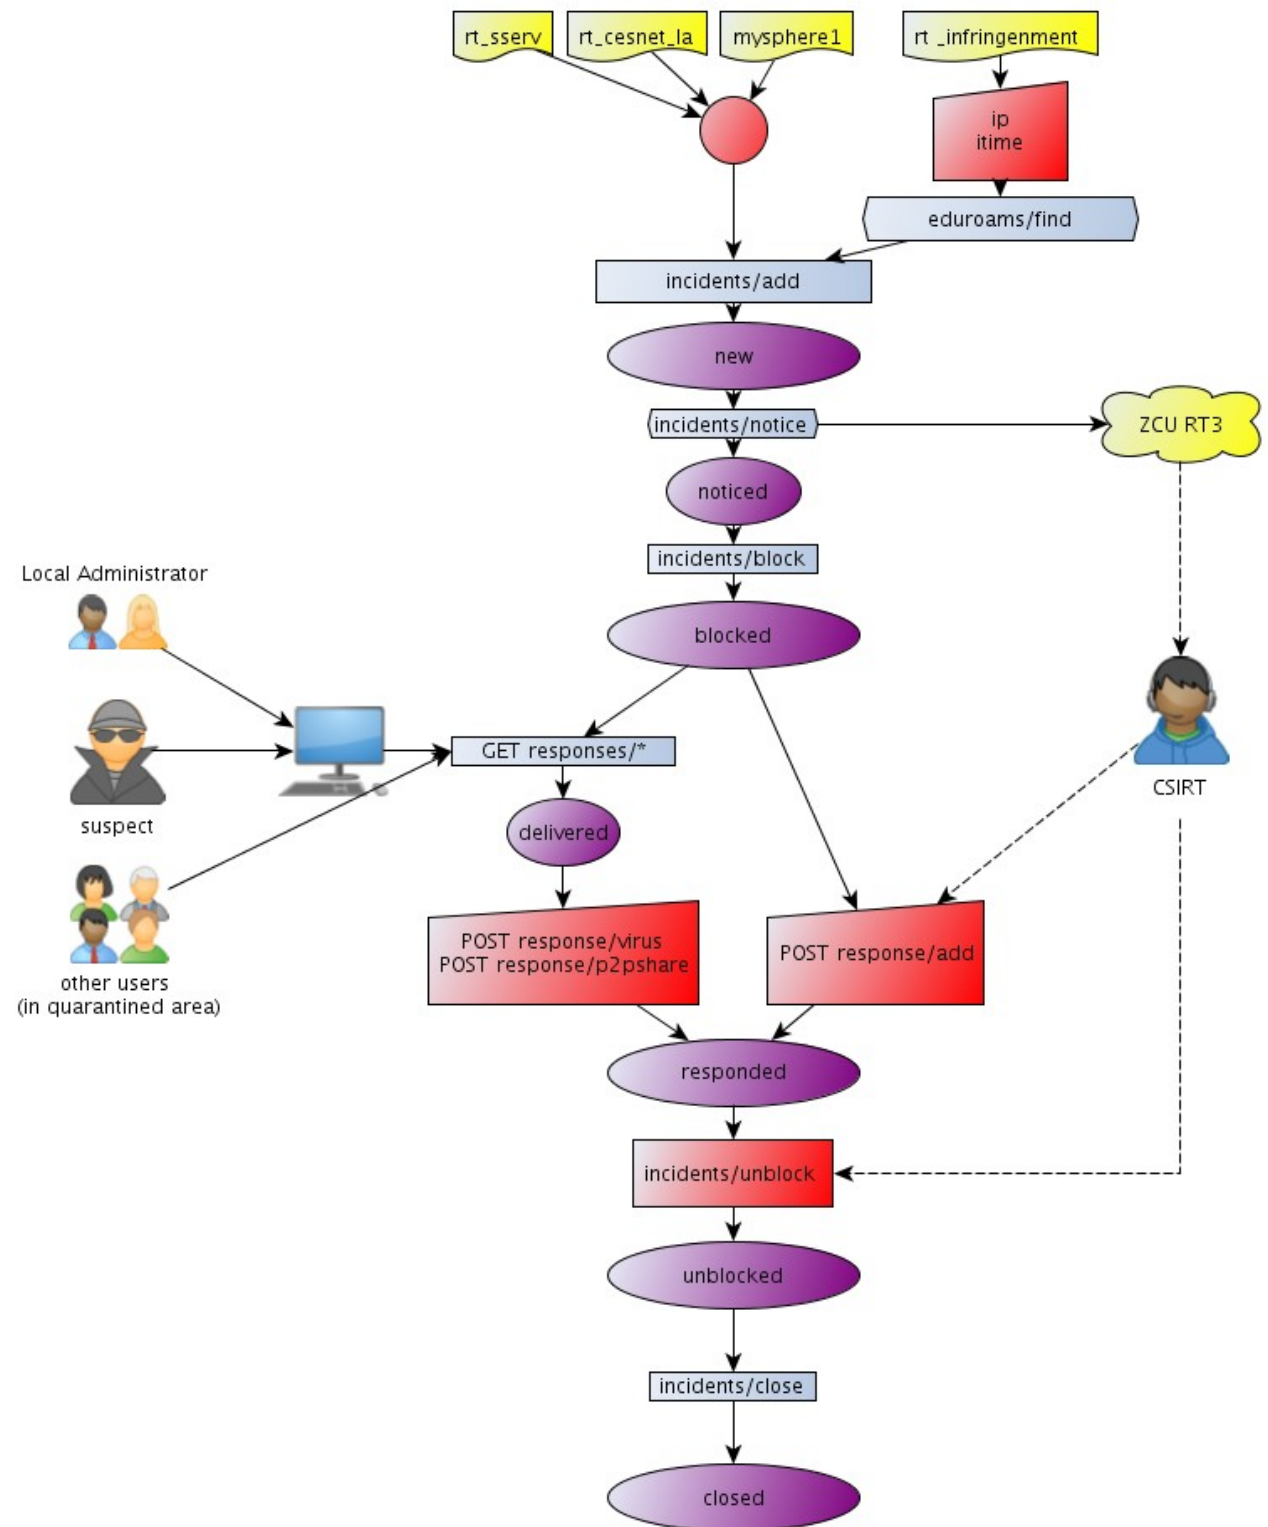 rt_sserv
rt_cesnet_la
mysphere1
rt _infringenment
ip
itime
eduroams/find
incidents/add
new
incidents/notice
ZCU RT3
noticed
incidents/block
Local Administrator
blocked
GET responses/*
CSIRT
suspect
delivered
POST response/virus
POST response/p2pshare
POST response/add
other users
(in quarantined area)
responded
incidents/unblock
unblocked
incidents/close
closed